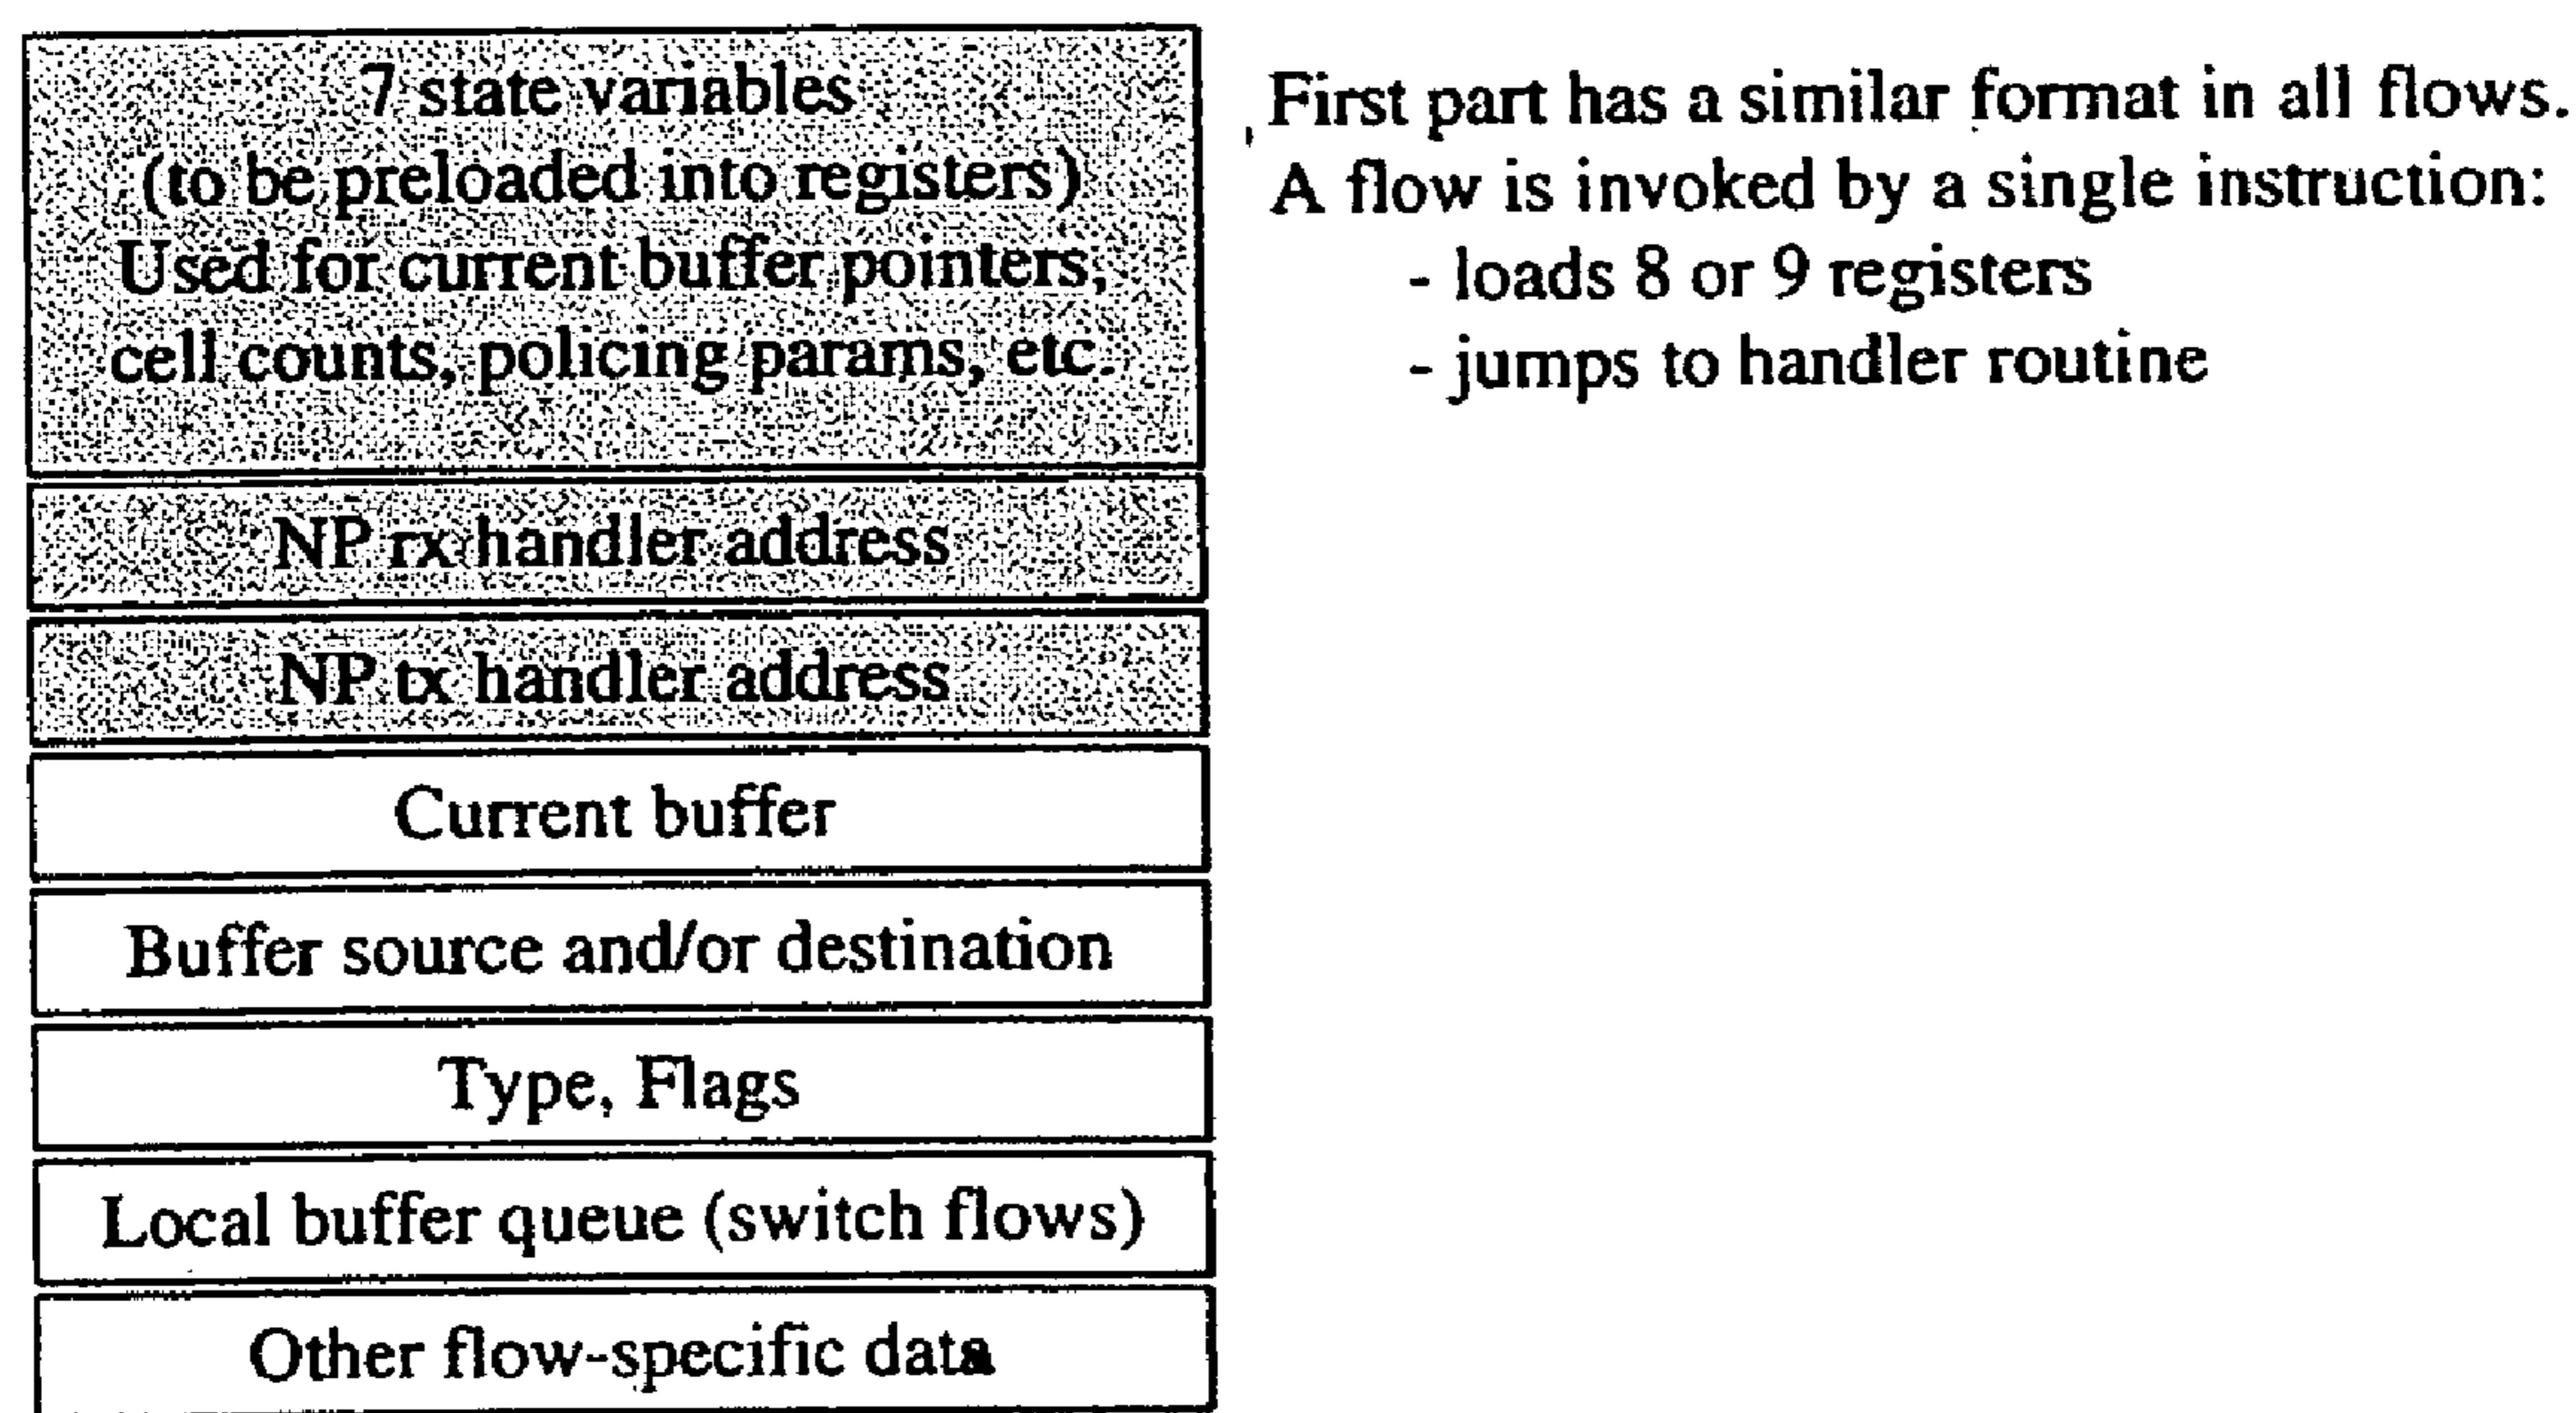 7 state variables
(to be preloaded into registers)
Used for current buffer pointers,
cell counts, policing params, etc.
NP rx handler address
NP tx handler address
Current buffer
Buffer source and/or destination
Type, Flags
Local buffer queue (switch flows)
Other flow-specific data
First part has a similar format in all flows.
A flow is invoked by a single instruction:
- loads 8 or 9 registers
- jumps to handler routine